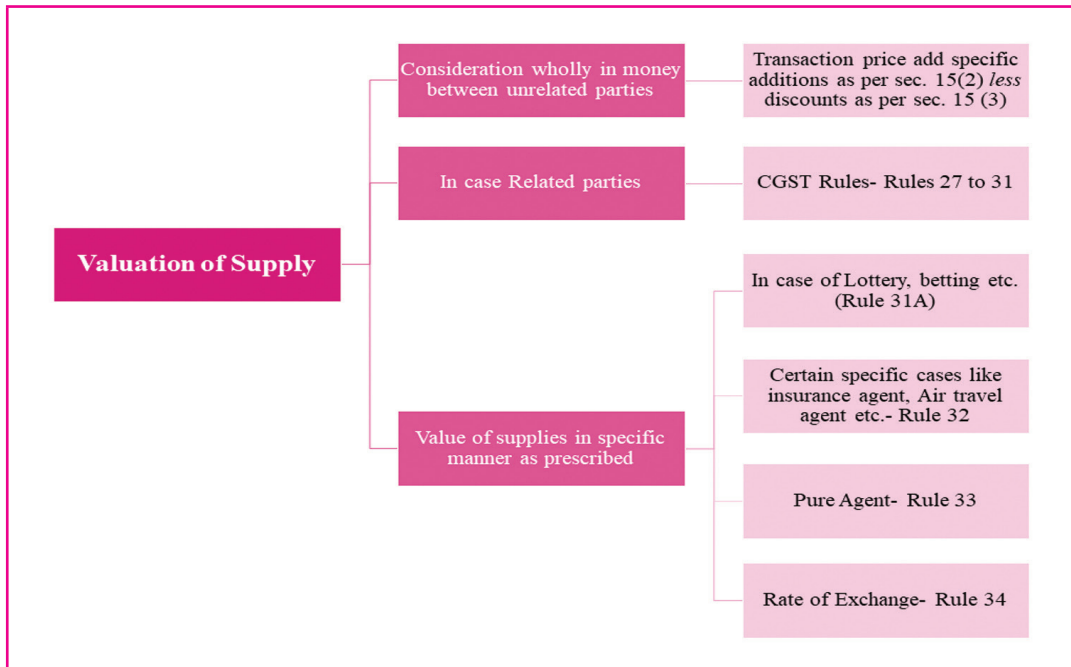 Valuation of Supply
Consideration wholly in money
between unrelated parties
Transaction price add specific
additions as per sec. 15(2) less
discounts as per sec. 15 (3)
In case Related parties
CGST Rules- Rules 27 to 31
Value of supplies in specific
manner as prescribed
In case of Lottery, betting etc.
(Rule 31A)
Certain specific cases like
insurance agent, Air travel
agent etc.- Rule 32
Pure Agent- Rule 33
Rate of Exchange- Rule 34